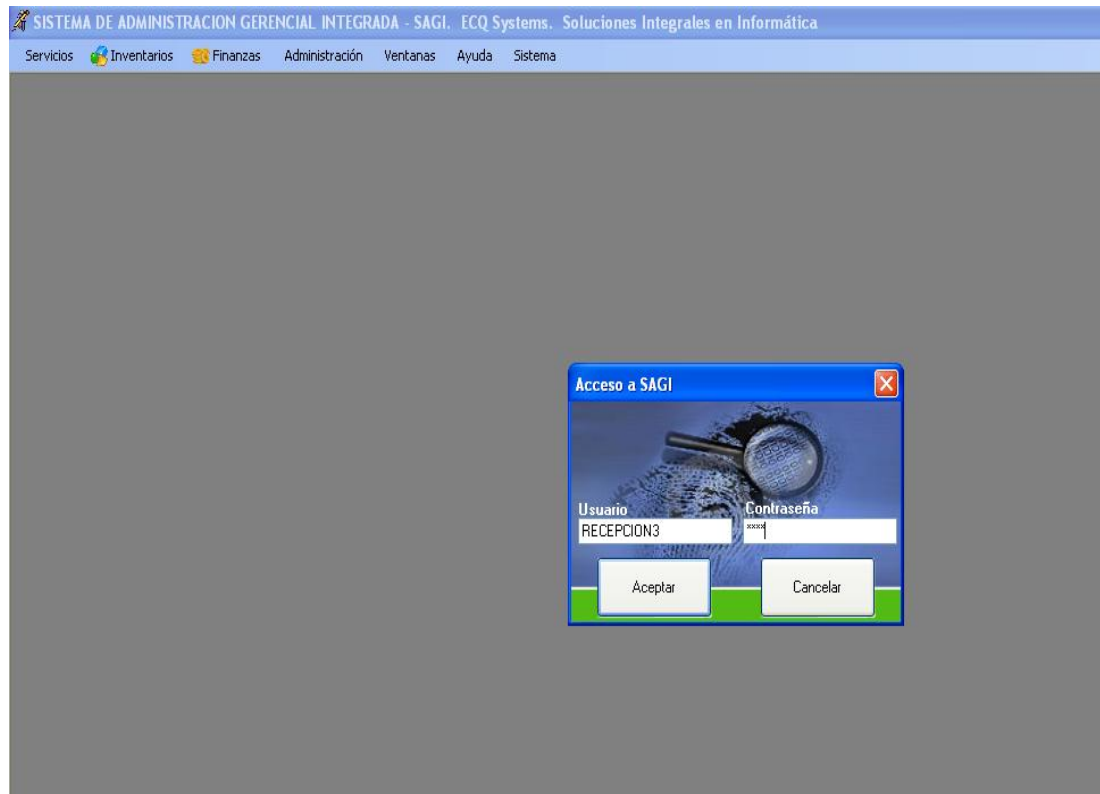 SISTEMA DE ADMINISTRACION GERENCIAL INTEGRADA - SAGI. ECQ Systems. Soluciones Integrales en Informática
Servicios Inventarios Finanzas Administración Ventanas Ayuda Sistema
Acceso a SAGI
Usuario Contraseña
RECEPCION3 xxxx
Aceptar Cancelar